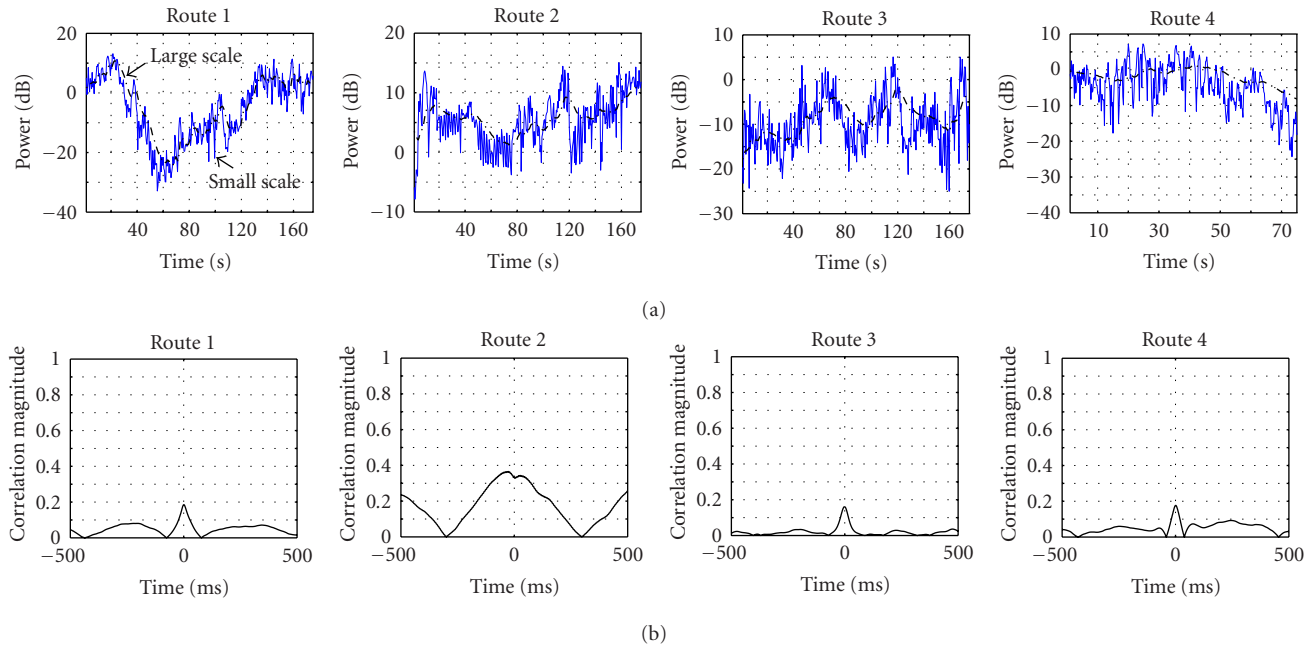 Route 1
Route 2
Route 3
Route 4
Power (dB)
20
0
−20
−40
Large scale
Small scale
40
80
120
160
Time (s)
Power (dB)
20
10
0
−10
40
80
120
160
Time (s)
Power (dB)
10
0
−10
−20
−30
40
80
120
160
Time (s)
Power (dB)
10
0
−10
−20
−30
−40
10
30
50
70
Time (s)
(a)
Route 1
Route 2
Route 3
Route 4
Correlation magnitude
1
0.8
0.6
0.4
0.2
0
−500
0
500
Time (ms)
Correlation magnitude
1
0.8
0.6
0.4
0.2
0
−500
0
500
Time (ms)
Correlation magnitude
1
0.8
0.6
0.4
0.2
0
−500
0
500
Time (ms)
Correlation magnitude
1
0.8
0.6
0.4
0.2
0
−500
0
500
Time (ms)
(b)